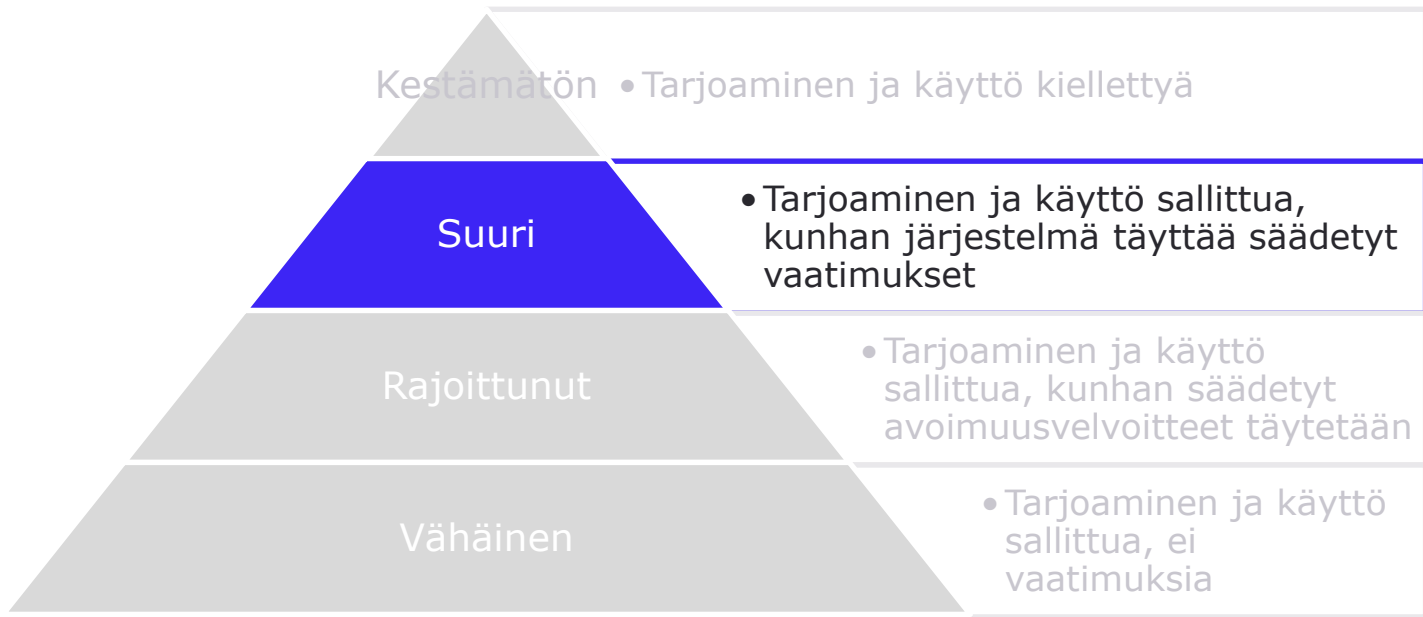 Kestämätön
• Tarjoaminen ja käyttö kiellettyä
Suuri
• Tarjoaminen ja käyttö sallittua,
kunhan järjestelmä täyttää säädetyt
vaatimukset
Rajoittunut
• Tarjoaminen ja käyttö
sallittua, kunhan säädetyt
avoimuusvelvoitteet täytetään
Vähäinen
• Tarjoaminen ja käyttö
sallittua, ei
vaatimuksia